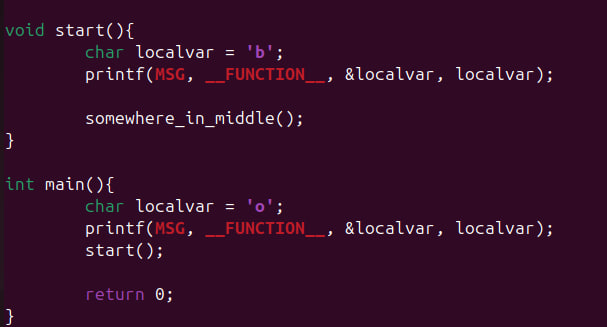 void start(){
        char localvar = 'b';
        printf(MSG, __FUNCTION__, &localvar, localvar);

        somewhere_in_middle();
}

int main(){
        char localvar = 'o';
        printf(MSG, __FUNCTION__, &localvar, localvar);
        start();

        return 0;
}